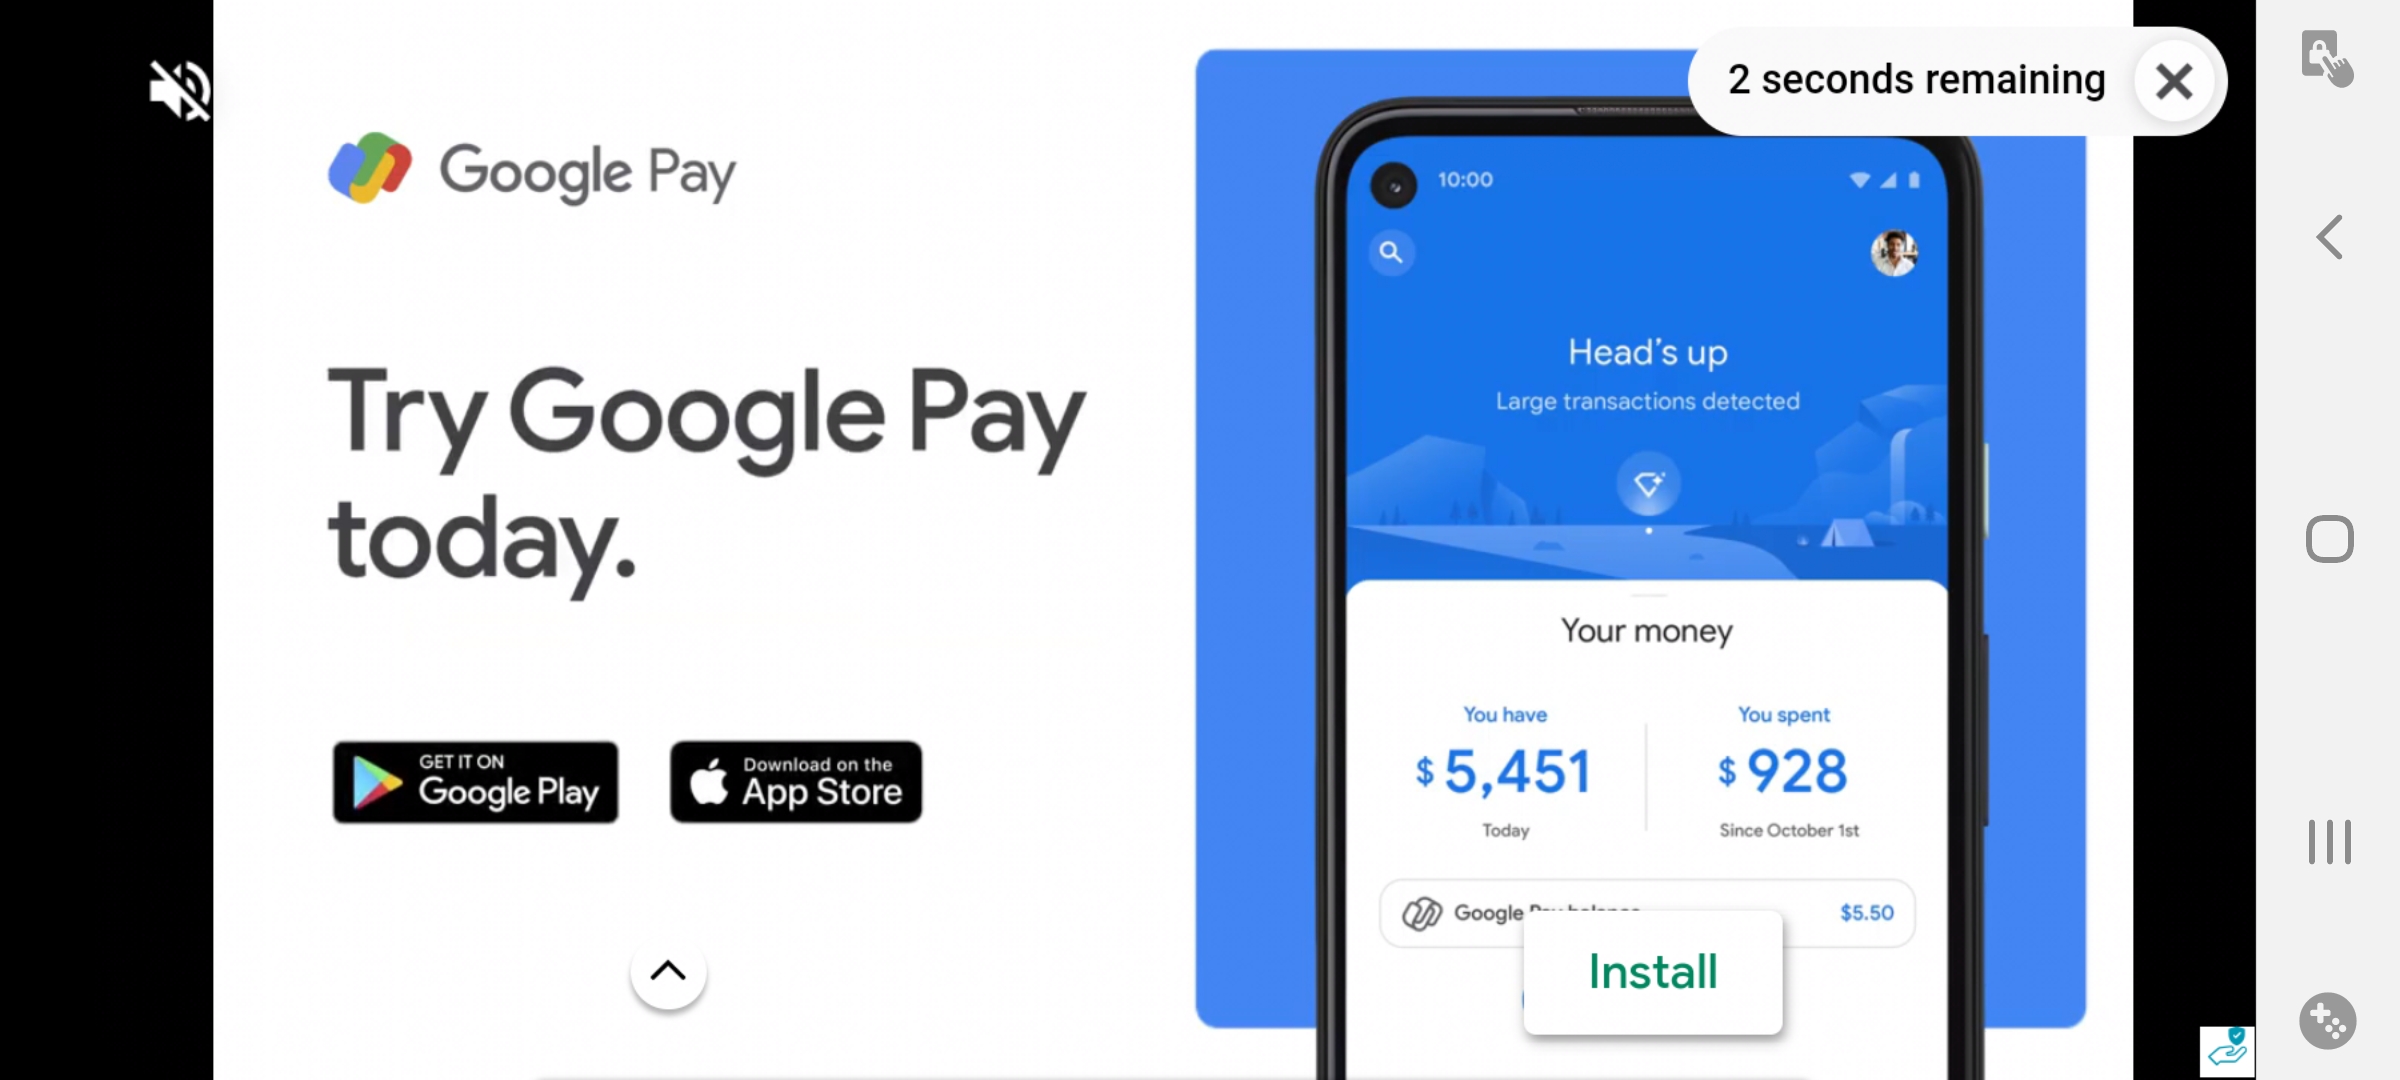 2 seconds remaining
Google Pay
Try Google Pay
today.
GET IT ON
Google Play
Download on the
App Store
10:00
Head's up
Large transactions detected
Your money
You have
$5,451
Today
You spent
$928
Since October 1st
Google
$5.50
Install